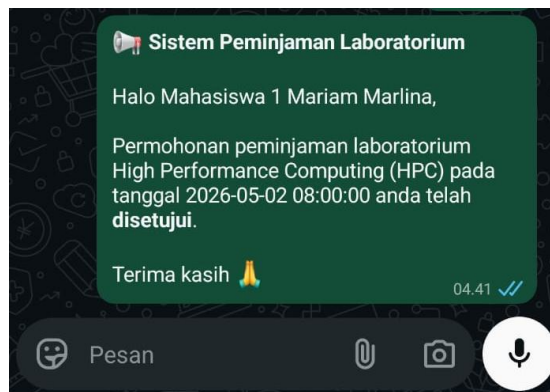 📢 Sistem Peminjaman Laboratorium
Halo Mahasiswa 1 Mariam Marlina,
Permohonan peminjaman laboratorium
High Performance Computing (HPC) pada
tanggal 2026-05-02 08:00:00 anda telah
disetujui.
Terima kasih 🙏
04.41
Pesan